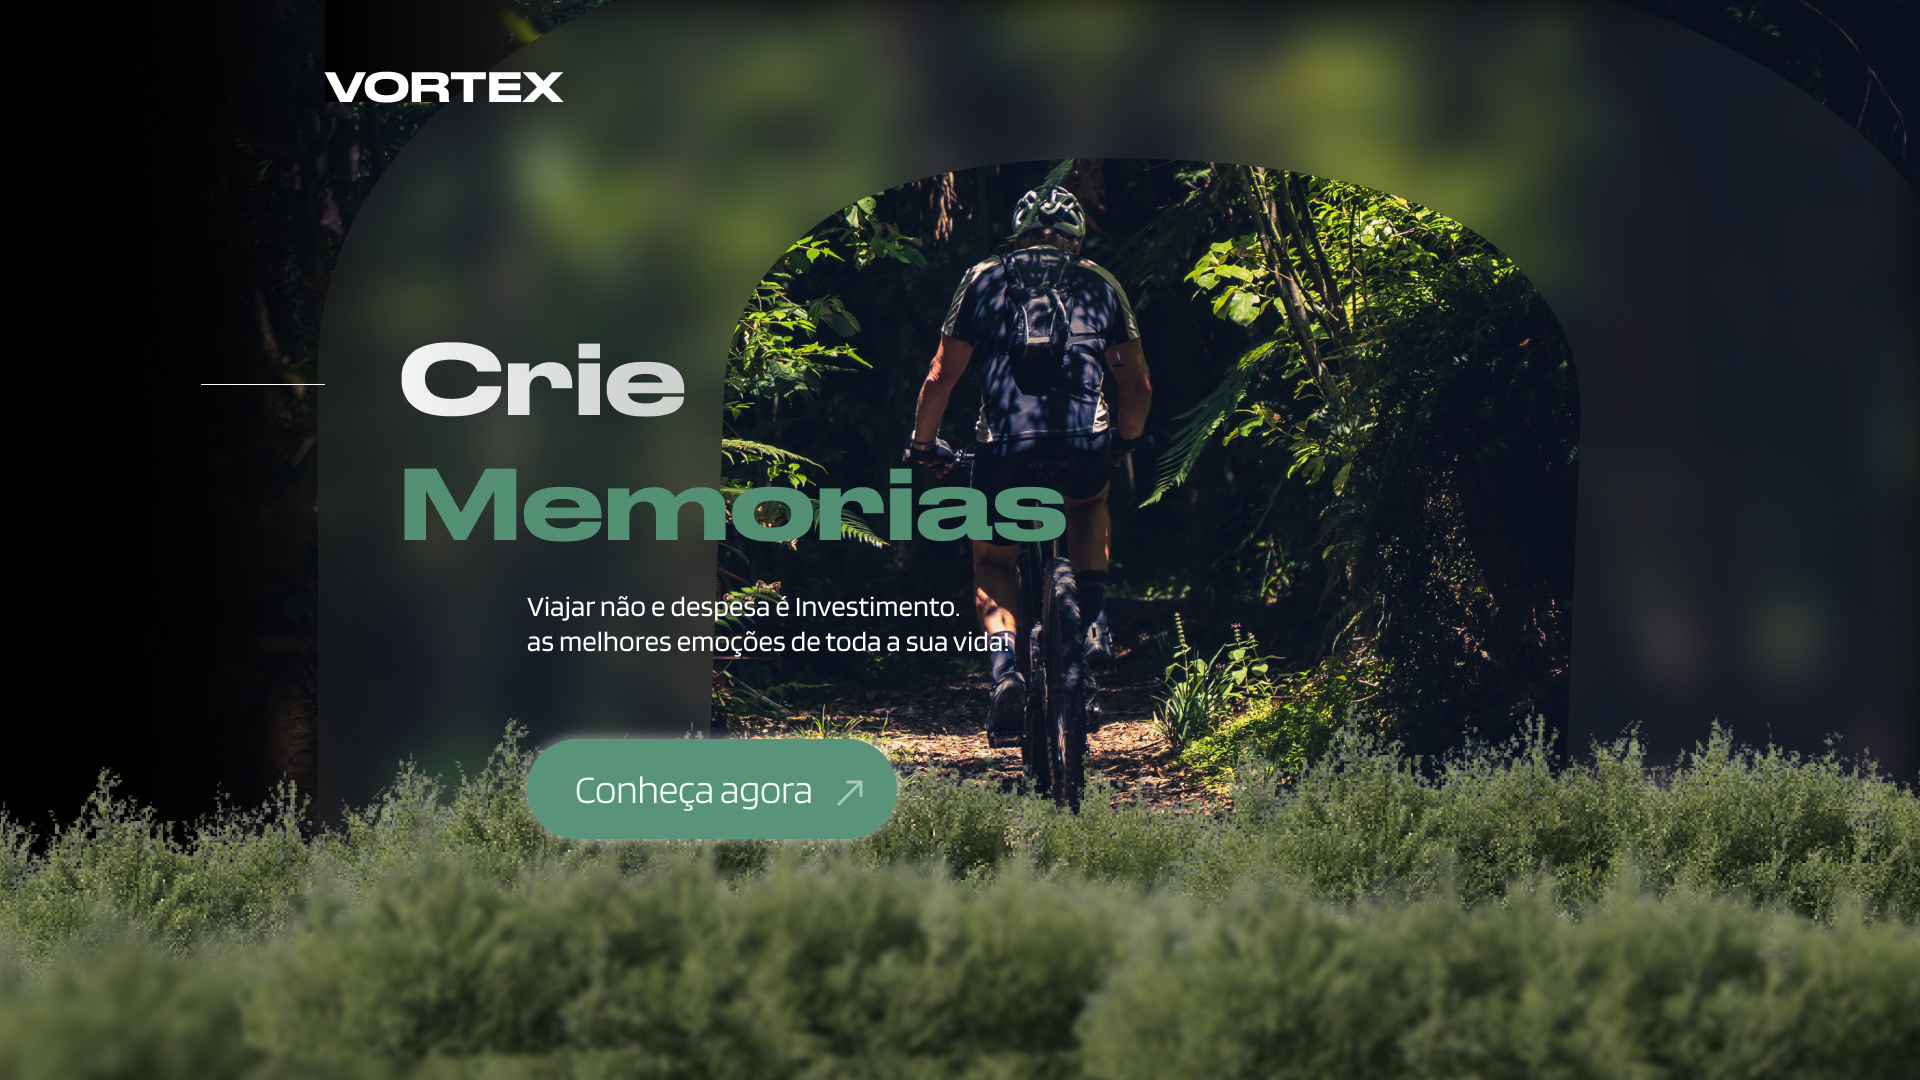 VORTEX
Crie
Memorias
Viajar não e despesa é Investimento.
as melhores emoções de toda a sua vida!
Conheça agora